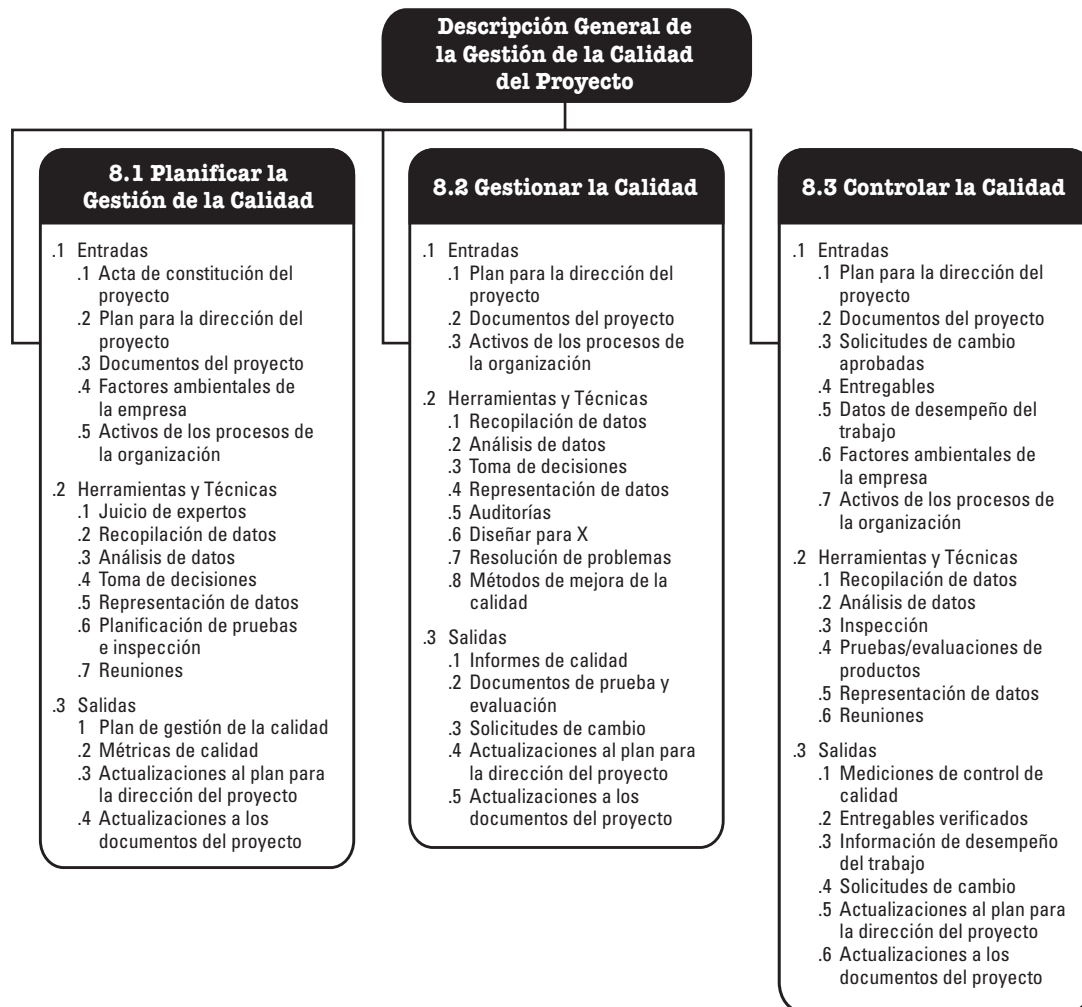 Descripción General de
la Gestión de la Calidad
del Proyecto
8.1 Planificar la
Gestión de la Calidad
.1 Entradas
.1 Acta de constitución del
proyecto
.2 Plan para la dirección del
proyecto
.3 Documentos del proyecto
.4 Factores ambientales de
la empresa
.5 Activos de los procesos de
la organización
.2 Herramientas y Técnicas
.1 Juicio de expertos
.2 Recopilación de datos
.3 Análisis de datos
.4 Toma de decisiones
.5 Representación de datos
.6 Planificación de pruebas
e inspección
.7 Reuniones
.3 Salidas
1 Plan de gestión de la calidad
.2 Métricas de calidad
.3 Actualizaciones al plan para
la dirección del proyecto
.4 Actualizaciones a los
documentos del proyecto
8.2 Gestionar la Calidad
.1 Entradas
.1 Plan para la dirección del
proyecto
.2 Documentos del proyecto
.3 Activos de los procesos de
la organización
.2 Herramientas y Técnicas
.1 Recopilación de datos
.2 Análisis de datos
.3 Toma de decisiones
.4 Representación de datos
.5 Auditorías
.6 Diseñar para X
.7 Resolución de problemas
.8 Métodos de mejora de la
calidad
.3 Salidas
.1 Informes de calidad
.2 Documentos de prueba y
evaluación
.3 Solicitudes de cambio
.4 Actualizaciones al plan para
la dirección del proyecto
.5 Actualizaciones a los
documentos del proyecto
8.3 Controlar la Calidad
.1 Entradas
.1 Plan para la dirección del
proyecto
.2 Documentos del proyecto
.3 Solicitudes de cambio
aprobadas
.4 Entregables
.5 Datos de desempeño del
trabajo
.6 Factores ambientales de
la empresa
.7 Activos de los procesos de
la organización
.2 Herramientas y Técnicas
.1 Recopilación de datos
.2 Análisis de datos
.3 Inspección
.4 Pruebas/evaluaciones de
productos
.5 Representación de datos
.6 Reuniones
.3 Salidas
.1 Mediciones de control de
calidad
.2 Entregables verificados
.3 Información de desempeño
del trabajo
.4 Solicitudes de cambio
.5 Actualizaciones al plan para
la dirección del proyecto
.6 Actualizaciones a los
documentos del proyecto